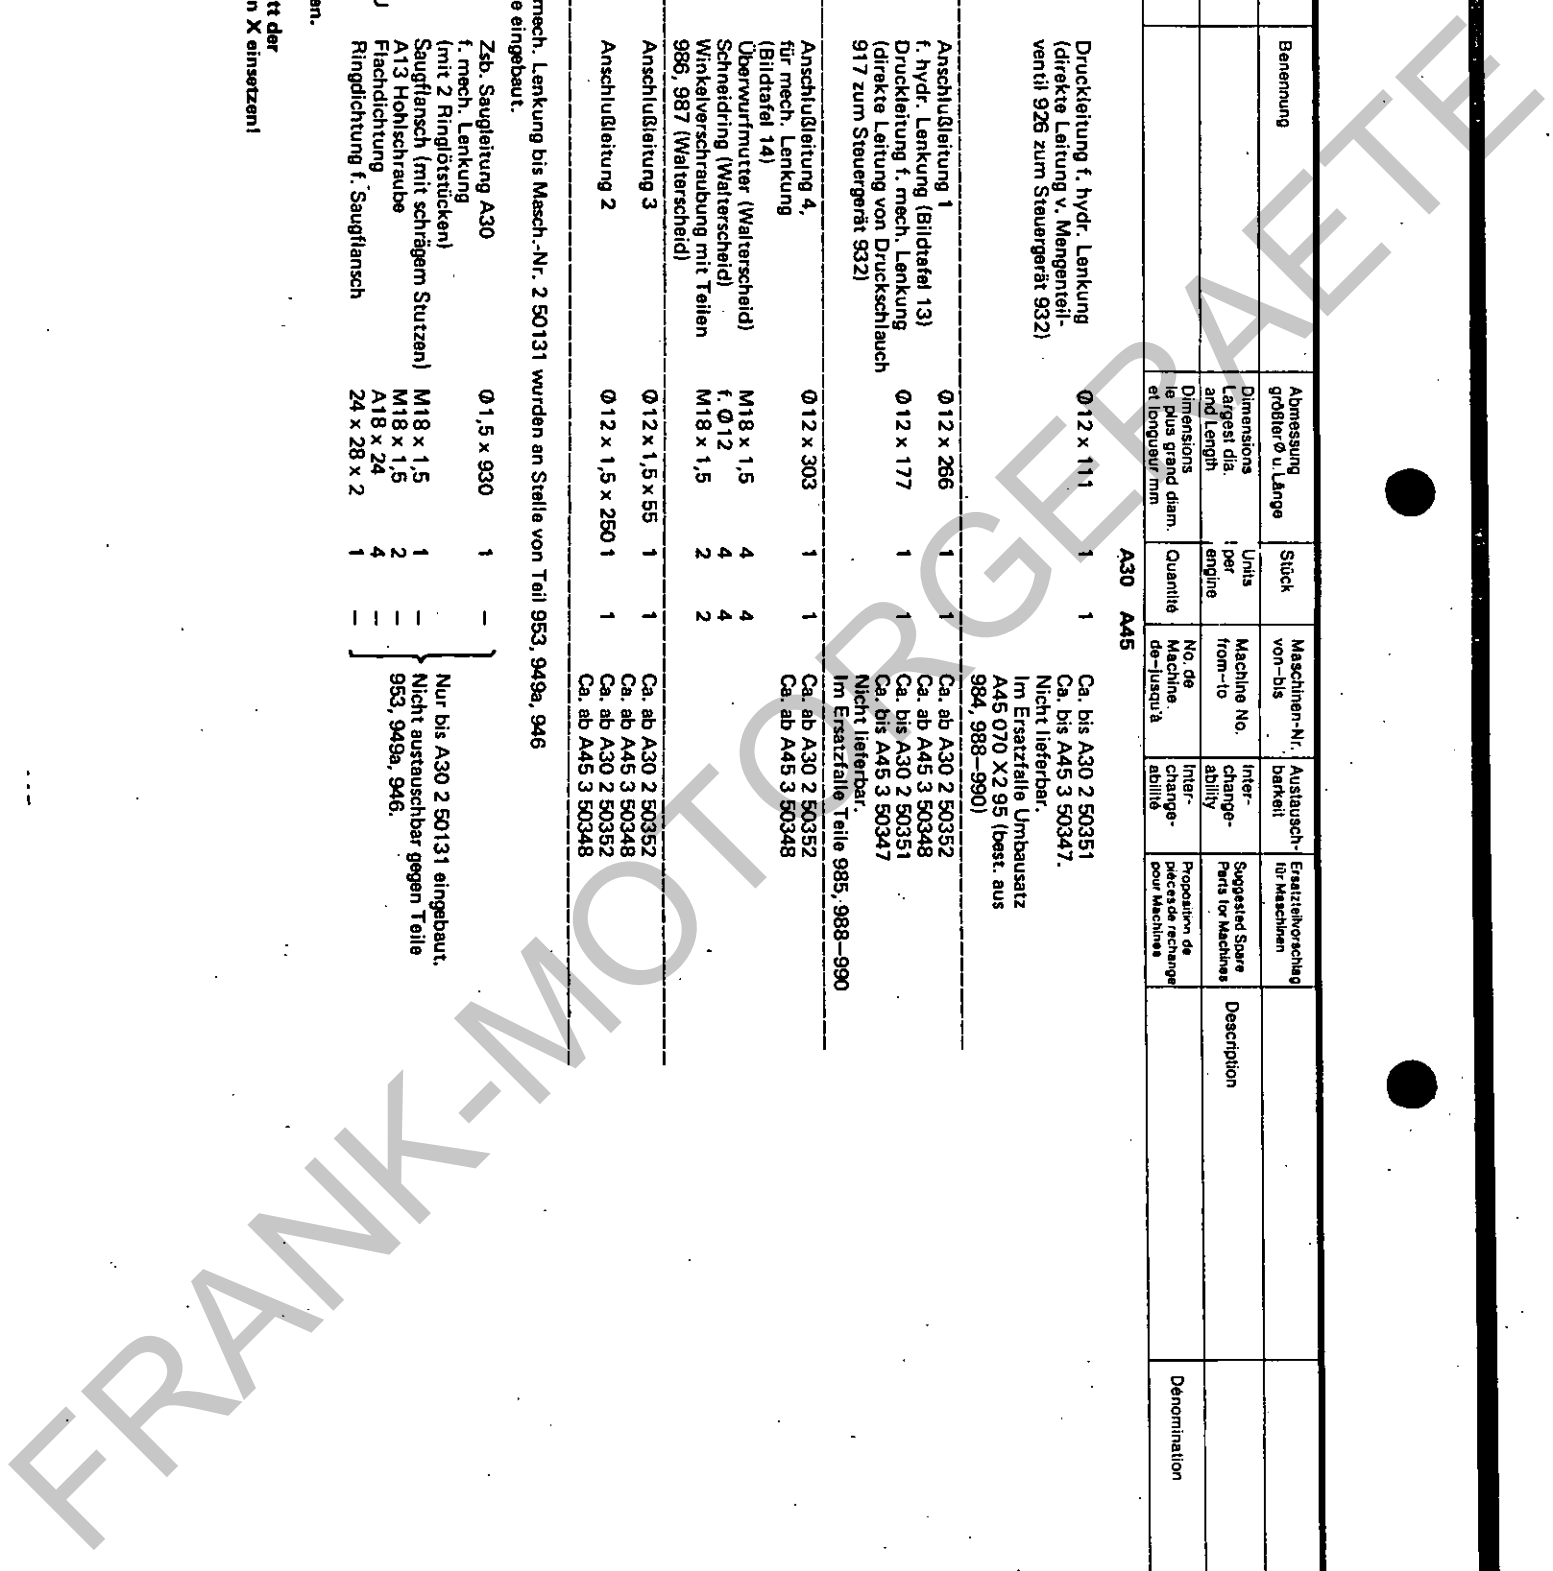 Benennung
Abmessung
größter Ø u. Länge
Dimensions
Largest dia.
and Length
Dimensions
le plus grand diam.
et longueur mm
Stück
Units
per
engine
Quantité
Maschinen-Nr.
von–bis
Machine No.
from–to
No. de
Machine
de–jusqu'à
Austausch-
barkeit
Inter-
change-
ability
Inter-
change-
abilité
Ersatzteilvorschlag
für Maschinen
Suggested Spare
Parts for Machines
Proposition de
pièces de rechange
pour Machines
Description
Dénomination
A30 A45
Druckleitung f. hydr. Lenkung Ø 12 x 111 1 1 Ca. bis A30 2 50351
(direkte Leitung v. Mengenteil- Ca. bis A45 3 50347.
ventil 926 zum Steuergerät 932) Nicht lieferbar.
Im Ersatzfalle Umbausatz
A45 070 X2 95 (best. aus
984, 988–990)
Anschlußleitung 1 Ø 12 x 266 1 1 Ca. ab A30 2 50352
f. hydr. Lenkung (Bildtafel 13) Ca. ab A45 3 50348
Druckleitung f. mech. Lenkung Ø 12 x 177 1 1 Ca. bis A30 2 50351
(direkte Leitung von Druckschlauch Ca. bis A45 3 50347
917 zum Steuergerät 932) Nicht lieferbar.
Im Ersatzfalle Teile 985, 988–990
Anschlußleitung 4, Ø 12 x 303 1 1 Ca. ab A30 2 50352
für mech. Lenkung Ca. ab A45 3 50348
(Bildtafel 14)
Überwurfmutter (Walterscheid) M18 x 1,5 4 4
Schneidring (Walterscheid) f. Ø 12 4 4
Winkelverschraubung mit Teilen M18 x 1,5 2 2
986, 987 (Walterscheid)
Anschlußleitung 3 Ø 12 x 1,5 x 55 1 1 Ca. ab A30 2 50352
Ca. ab A45 3 50348
Anschlußleitung 2 Ø 12 x 1,5 x 250 1 1 Ca. ab A30 2 50352
Ca. ab A45 3 50348
mech. Lenkung bis Masch.-Nr. 2 50131 wurden an Stelle von Teil 953, 949a, 946
e eingebaut.
Zsb. Saugleitung A30 Ø 1,5 x 930 1 –
f. mech. Lenkung
(mit 2 Ringlötstücken) Nur bis A30 2 50131 eingebaut.
Saugflansch (mit schrägem Stutzen) M18 x 1,5 1 – Nicht austauschbar gegen Teile
A13 Hohlschraube M18 x 1,5 2 – 953, 949a, 946.
Flachdichtung A18 x 24 4 –
Ringdichtung f. Saugflansch 24 x 28 x 2 1 –
en.
tt der
n X einsetzen!
FRANK-MOTORGERAETE